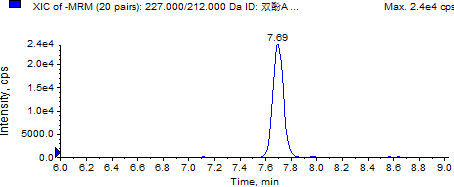 XIC of -MRM (20 pairs): 227.000/212.000 Da ID: 双酚A ... Max. 2.4e4 cps
7.69
2.4e4
2.0e4
1.5e4
1.0e4
5000.0
0.0
6.0 6.2 6.4 6.6 6.8 7.0 7.2 7.4 7.6 7.8 8.0 8.2 8.4 8.6 8.8 9.0
Time, min
Intensity, cps